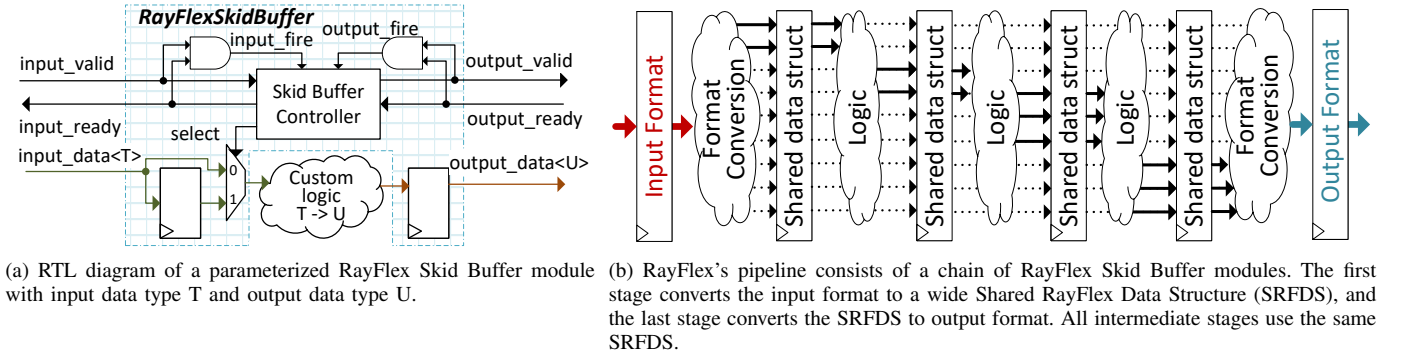 RayFlexSkidBuffer
input_fire
output_fire
input_valid
output_valid
Skid Buffer
Controller
input_ready
output_ready
select
input_data<T>
output_data<U>
0
1
Custom
logic
T -> U
(a) RTL diagram of a parameterized RayFlex Skid Buffer module
with input data type T and output data type U.
Input Format
Format
Conversion
Shared data struct
Logic
Shared data struct
Logic
Shared data struct
Logic
Shared data struct
Format
Conversion
Output Format
(b) RayFlex's pipeline consists of a chain of RayFlex Skid Buffer modules. The first
stage converts the input format to a wide Shared RayFlex Data Structure (SRFDS), and
the last stage converts the SRFDS to output format. All intermediate stages use the same
SRFDS.